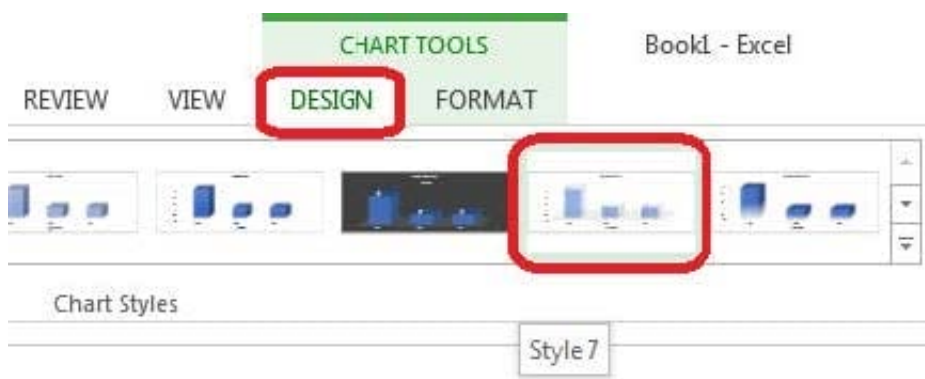 CHART TOOLS Book1 - Excel
REVIEW VIEW DESIGN FORMAT
Chart Styles
Style 7